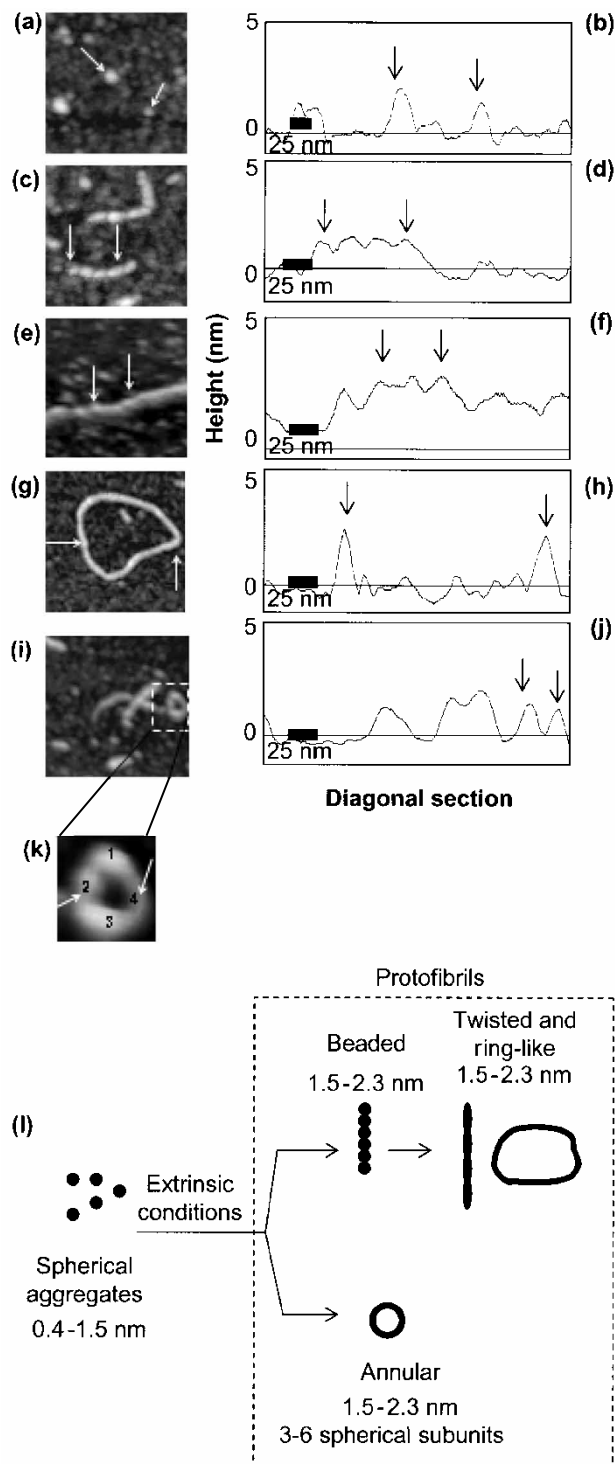 (a)
(b)
5
0
25 nm
(c)
(d)
5
0
25 nm
(e)
(f)
5
0
25 nm
Height (nm)
(g)
(h)
5
0
25 nm
(i)
(j)
5
0
25 nm
Diagonal section
(k)
1
2
4
3
Protofibrils
Beaded
1.5-2.3 nm
Twisted and
ring-like
1.5-2.3 nm
(l)
Extrinsic
conditions
Spherical
aggregates
0.4-1.5 nm
Annular
1.5-2.3 nm
3-6 spherical subunits